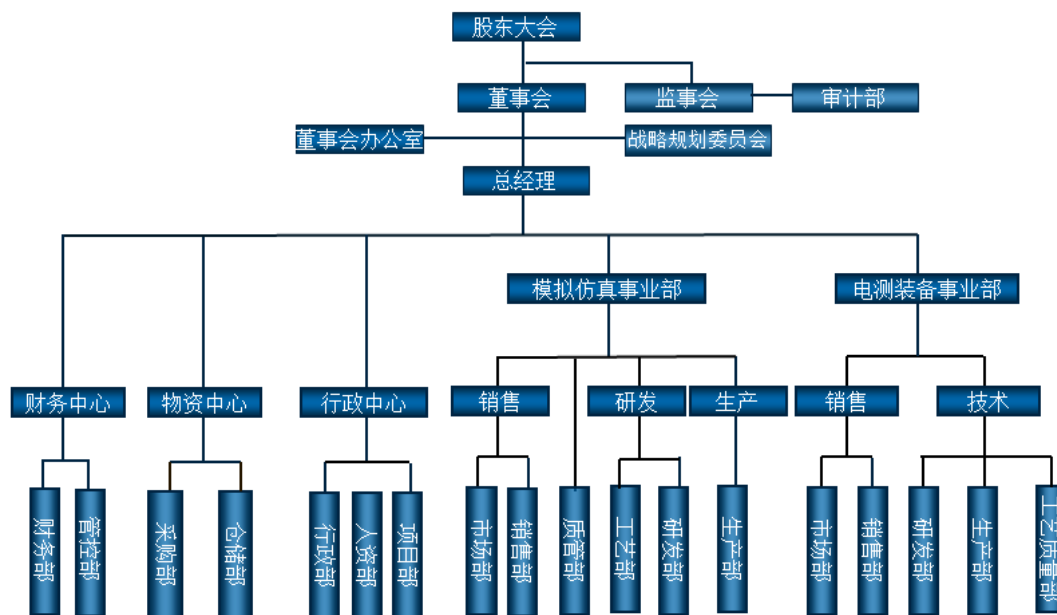 股东大会
董事会
监事会
审计部
董事会办公室
战略规划委员会
总经理
模拟仿真事业部
电测装备事业部
财务中心
物资中心
行政中心
销售
研发
生产
销售
技术
财务部
管控部
采购部
仓储部
行政部
人资部
项目部
市场部
销售部
质管部
工艺部
研发部
生产部
市场部
销售部
研发部
生产部
工艺质量部